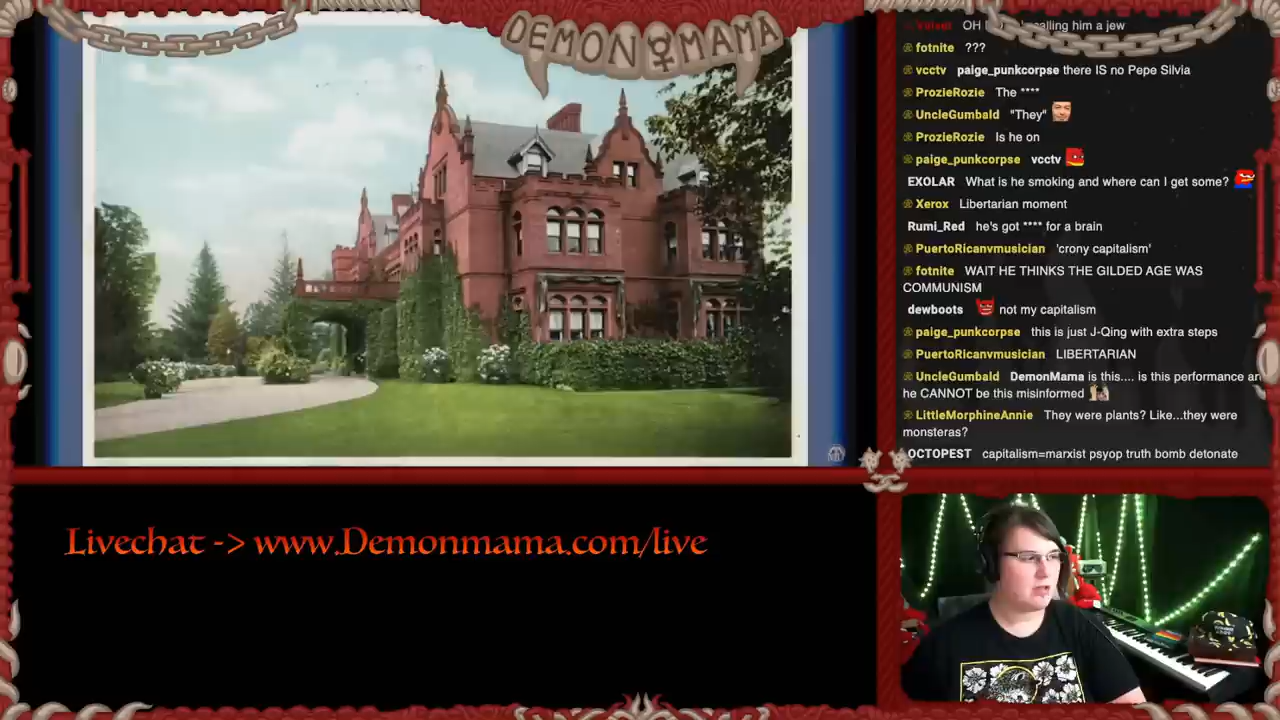 DEMON MAMA
OH calling him a jew
fotnite ???
vcctv paige_punkcorpse there IS no Pepe Silvia
ProzieRozie The ****
UncleGumbald "They"
ProzieRozie Is he on
paige_punkcorpse vcctv
EXOLAR What is he smoking and where can I get some?
Xerox Libertarian moment
Rumi_Red he's got **** for a brain
PuertoRicanvmusician 'crony capitalism'
fotnite WAIT HE THINKS THE GILDED AGE WAS
COMMUNISM
dewboots not my capitalism
paige_punkcorpse this is just J-Qing with extra steps
PuertoRicanvmusician LIBERTARIAN
UncleGumbald DemonMama is this.... is this performance
he CANNOT be this misinformed
LittleMorphineAnnie They were plants? Like...they were
monsteras?
OCTOPEST capitalism=marxist psyop truth bomb detonate
Livechat -> www.Demonmama.com/live